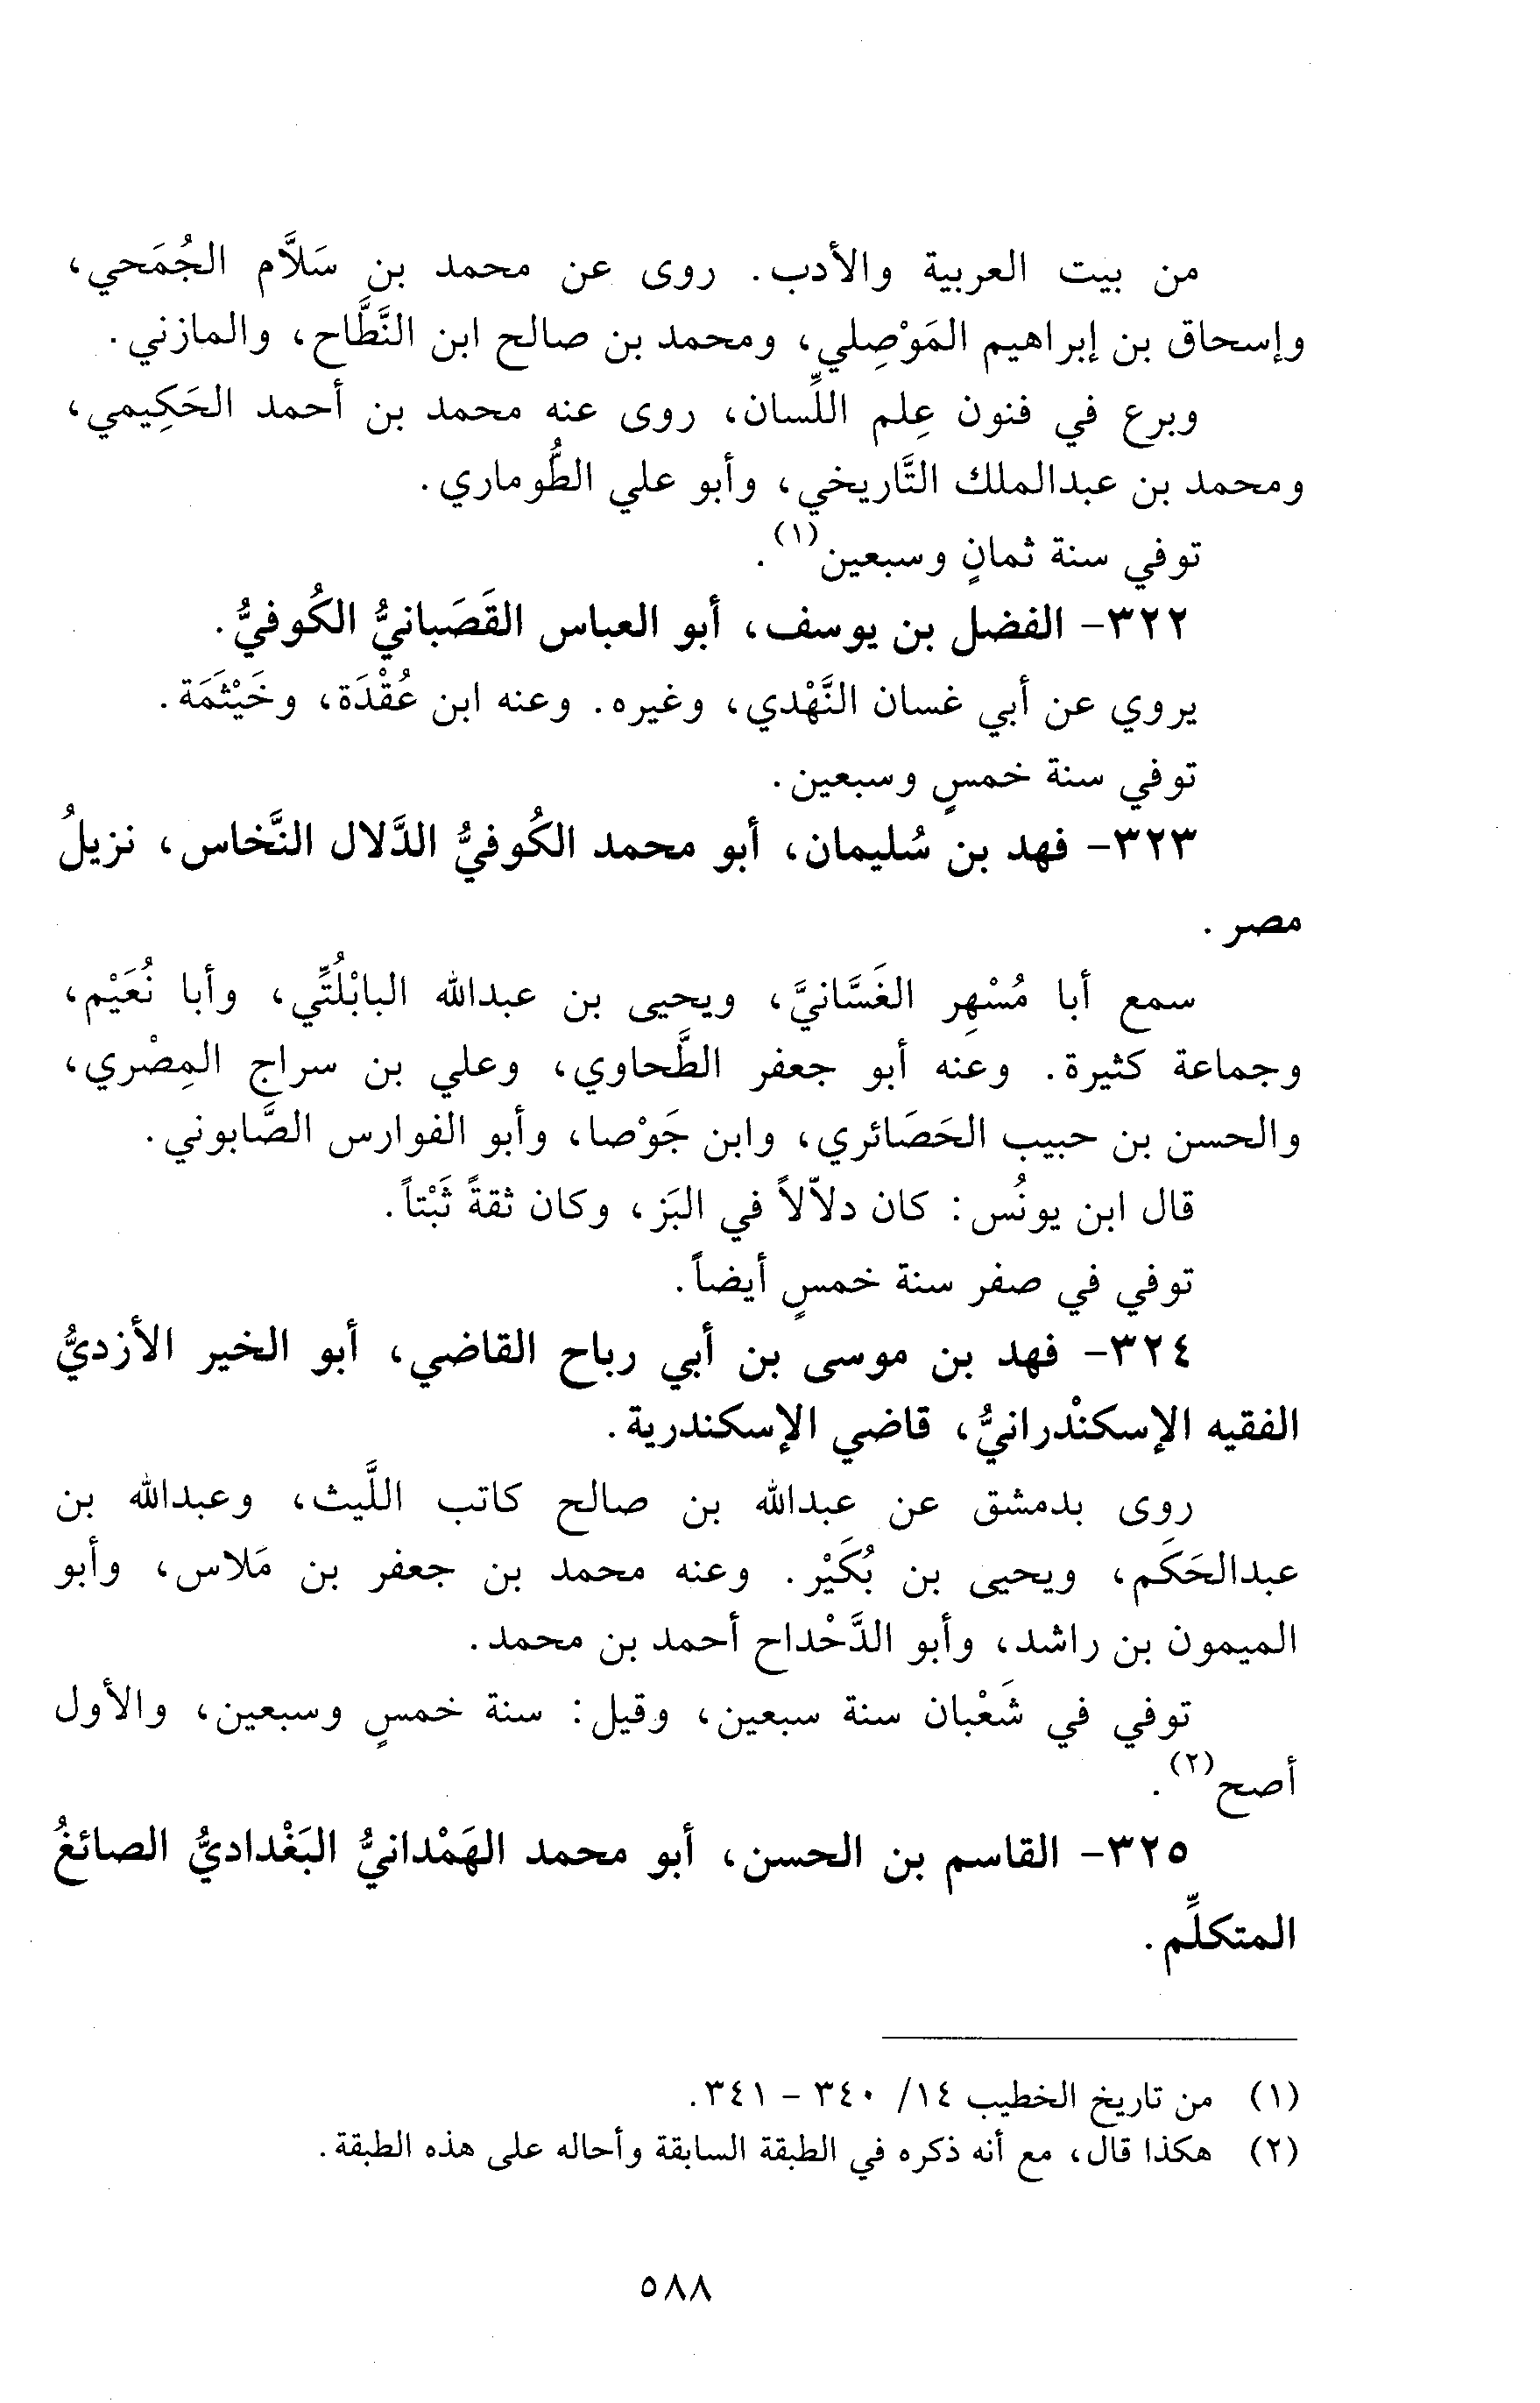 من بيت العربية والأدب. روى عن محمد بن سَلَّام الجُمَحي،
وإسحاق بن إبراهيم المَوْصِلي، ومحمد بن صالح ابن النَّطَّاح، والمازني.
وبرع في فنون عِلم اللِّسان، روى عنه محمد بن أحمد الحَكِيمي،
ومحمد بن عبدالملك التَّاريخي، وأبو علي الطُّوماري.
توفي سنة ثمانٍ وسبعين(١).
٣٢٢- الفضل بن يوسف، أبو العباس القَصَبانيُّ الكُوفيُّ.
يروي عن أبي غسان النَّهْدي، وغيره. وعنه ابن عُقْدَة، وخَيْثَمَة.
توفي سنة خمسٍ وسبعين.
٣٢٣- فهد بن سُليمان، أبو محمد الكُوفيُّ الدَّلال النَّخاس، نزيلُ
مصر.
سمع أبا مُسْهِر الغَسَّانيَّ، ويحيى بن عبدالله البابْلُتِّي، وأبا نُعَيْم،
وجماعة كثيرة. وعنه أبو جعفر الطَّحاوي، وعلي بن سراج المِصْري،
والحسن بن حبيب الحَصَائري، وابن جَوْصا، وأبو الفوارس الصَّابوني.
قال ابن يونُس: كان دلاّلاً في البَز، وكان ثقةً ثَبْتاً.
توفي في صفر سنة خمسٍ أيضاً.
٣٢٤- فهد بن موسى بن أبي رباح القاضي، أبو الخير الأزديُّ
الفقيه الإسكنْدرانيُّ، قاضي الإسكندرية.
روى بدمشق عن عبدالله بن صالح كاتب اللَّيث، وعبدالله بن
عبدالحَكَم، ويحيى بن بُكَيْر. وعنه محمد بن جعفر بن مَلاس، وأبو
الميمون بن راشد، وأبو الدَّحْداح أحمد بن محمد.
توفي في شَعْبان سنة سبعين، وقيل: سنة خمسٍ وسبعين، والأول
أصح(٢).
٣٢٥- القاسم بن الحسن، أبو محمد الهَمْدانيُّ البَغْداديُّ الصائغُ
المتكلِّم.
(١) من تاريخ الخطيب ١٤/ ٣٤٠ - ٣٤١.
(٢) هكذا قال، مع أنه ذكره في الطبقة السابقة وأحاله على هذه الطبقة.
٥٨٨